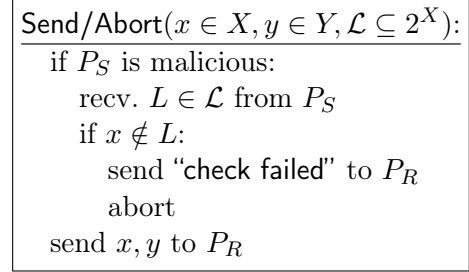 Send/Abort(x ∈ X, y ∈ Y, ℒ ⊆ 2^X):
if P_S is malicious:
recv. L ∈ ℒ from P_S
if x ∉ L:
send “check failed” to P_R
abort
send x, y to P_R